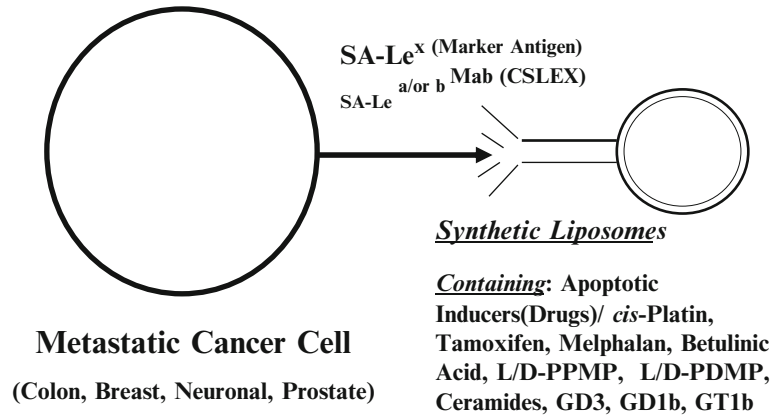 SA-Leˣ (Marker Antigen)
SA-Le a/or b Mab (CSLEX)
Synthetic Liposomes
Containing: Apoptotic
Inducers(Drugs)/ cis-Platin,
Tamoxifen, Melphalan, Betulinic
Acid, L/D-PPMP, L/D-PDMP,
Ceramides, GD3, GD1b, GT1b
Metastatic Cancer Cell
(Colon, Breast, Neuronal, Prostate)